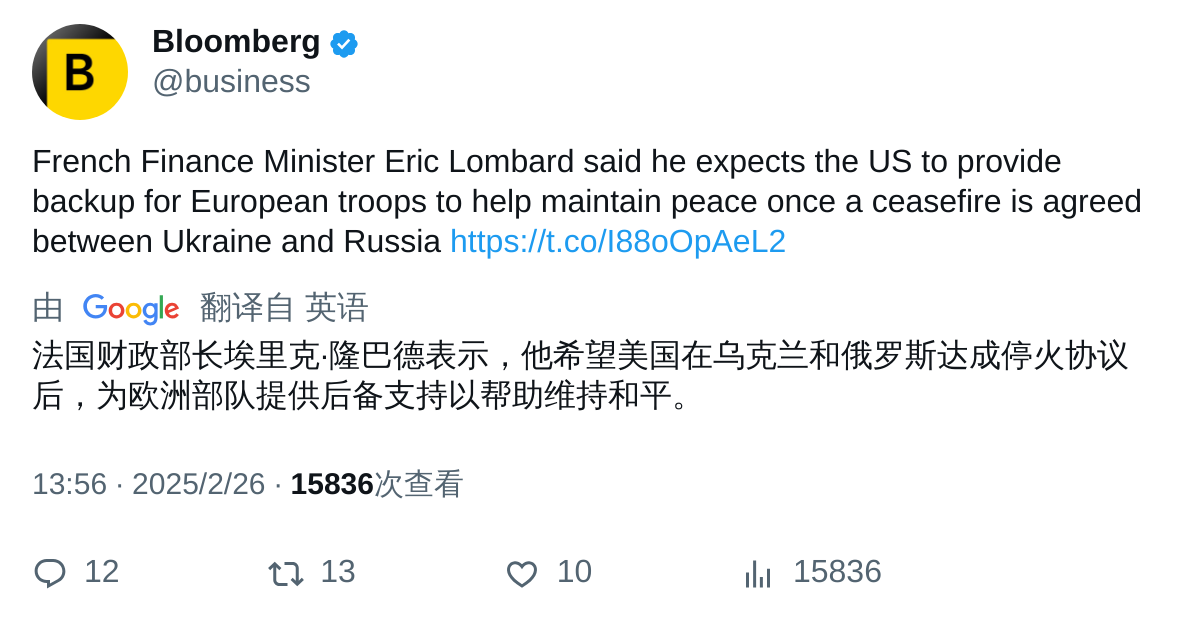 B
Bloomberg
@business
French Finance Minister Eric Lombard said he expects the US to provide
backup for European troops to help maintain peace once a ceasefire is agreed
between Ukraine and Russia https://t.co/I88oOpAeL2
由 Google 翻译自 英语
法国财政部长埃里克·隆巴德表示，他希望美国在乌克兰和俄罗斯达成停火协议
后，为欧洲部队提供后备支持以帮助维持和平。
13:56 · 2025/2/26 · 15836次查看
12 13 10 15836